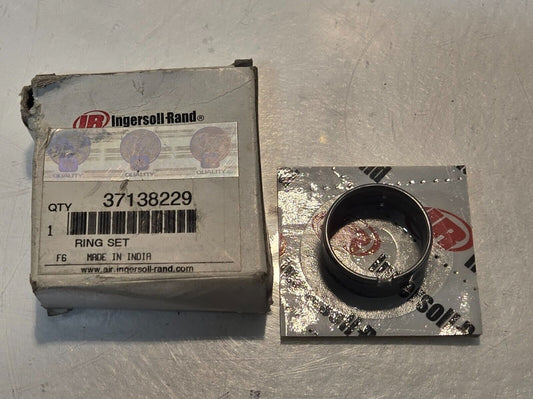 IR Ingersoll-Rand®
QUALITY QUALITY
QTY 37138229
1
RING SET
F6 MADE IN INDIA
www.air.ingersoll-rand.com
IR
Ingersoll-R